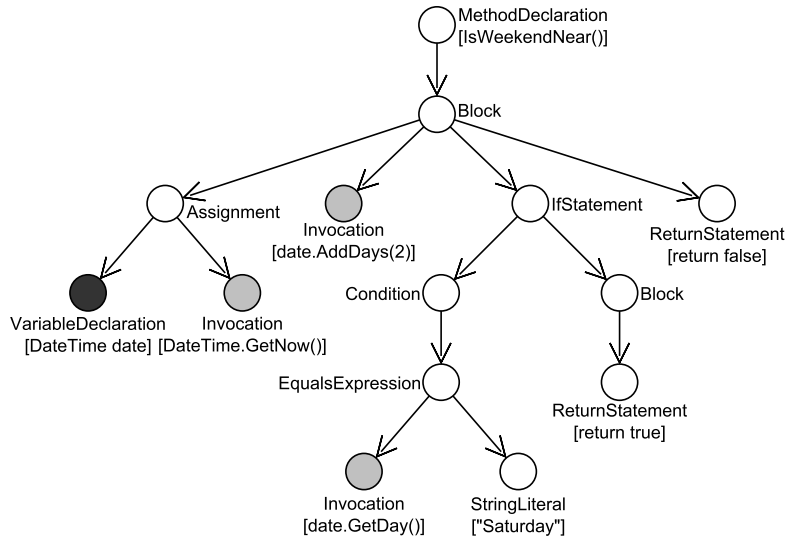 MethodDeclaration
[IsWeekendNear()]
Block
Assignment
Invocation
[date.AddDays(2)]
IfStatement
ReturnStatement
[return false]
VariableDeclaration
[DateTime date]
Invocation
[DateTime.GetNow()]
Condition
Block
EqualsExpression
ReturnStatement
[return true]
Invocation
[date.GetDay()]
StringLiteral
["Saturday"]